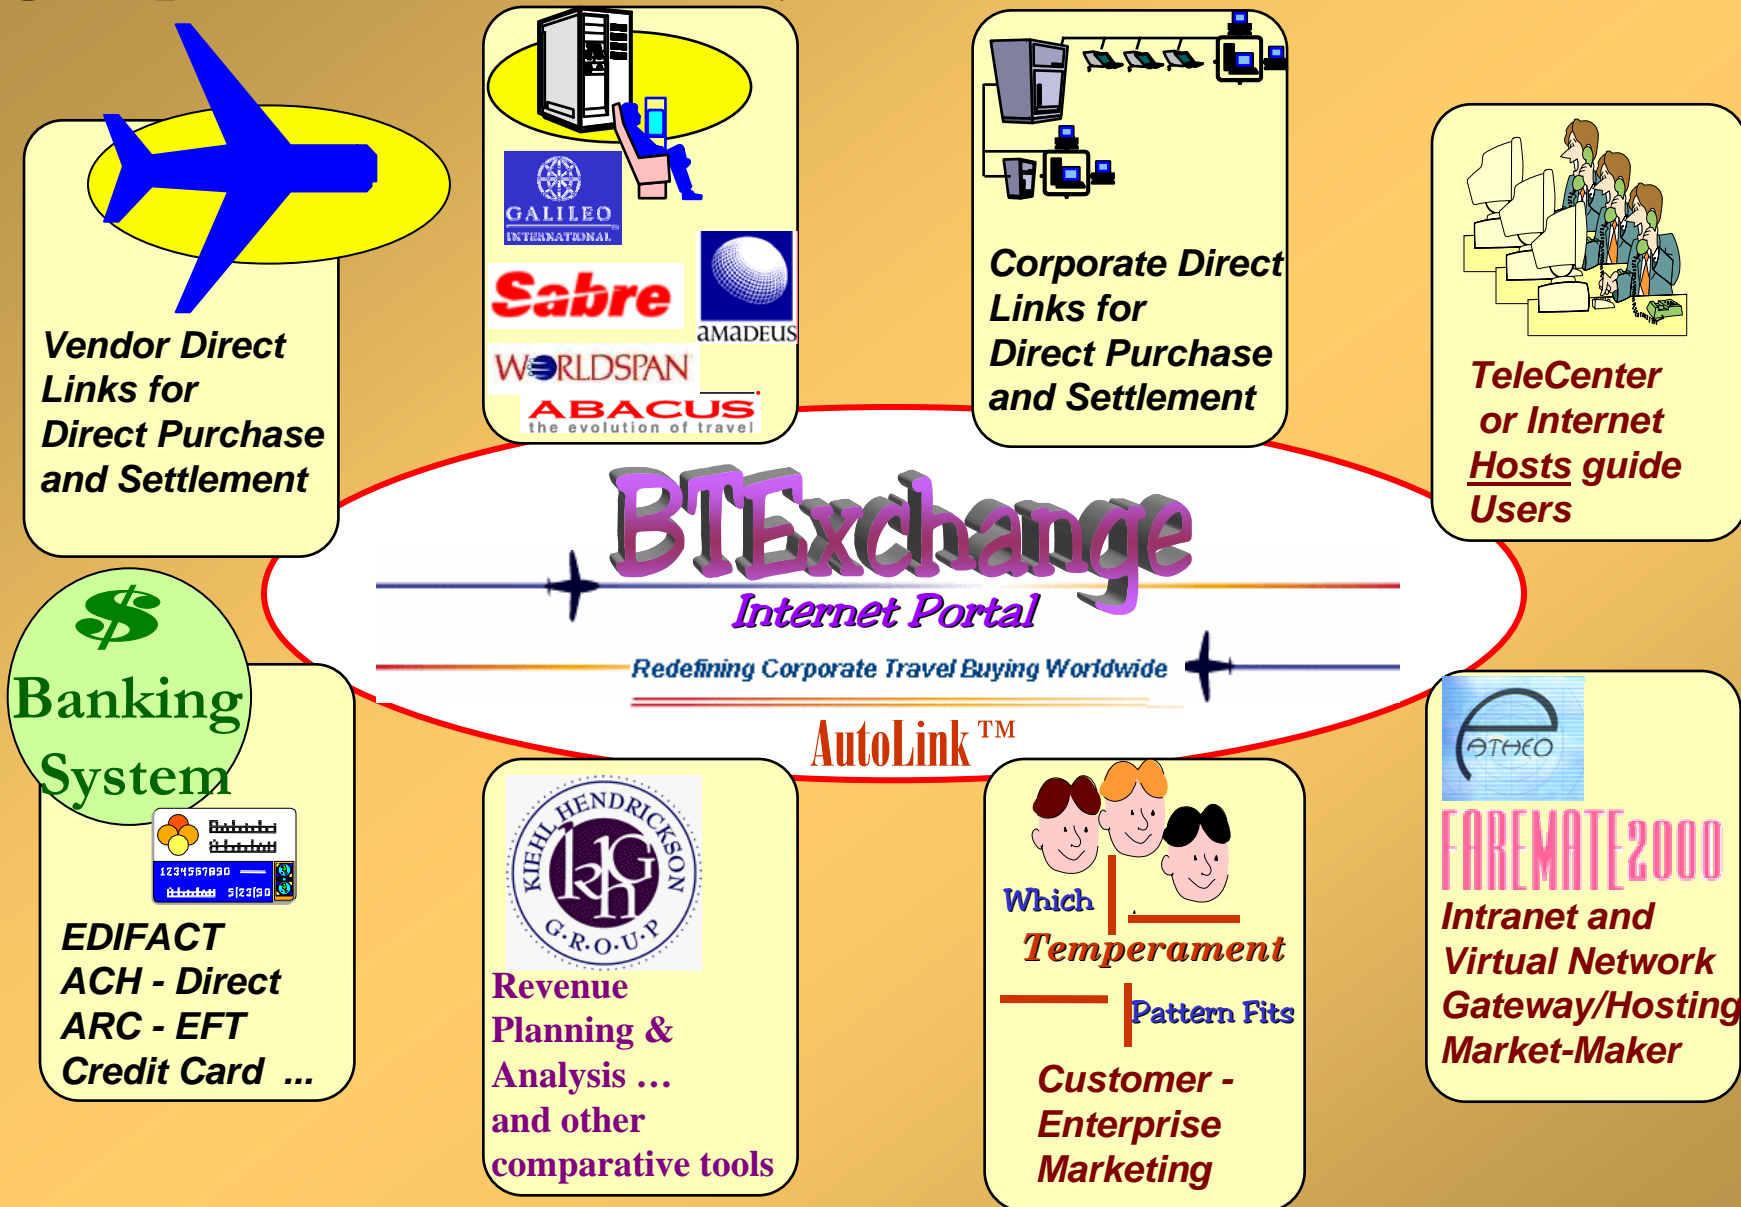 Vendor Direct
Links for
Direct Purchase
and Settlement
GALILEO
INTERNATIONAL
Sabre
amadeus
WORLDSPAN
ABACUS
the evolution of travel
Corporate Direct
Links for
Direct Purchase
and Settlement
TeleCenter
or Internet
Hosts guide
Users
BTExchange
Internet Portal
Redefining Corporate Travel Buying Worldwide
AutoLink ™
$
Banking
System
1234567890
5|23|90
EDIFACT
ACH - Direct
ARC - EFT
Credit Card ...
KIEHL HENDRICKSON
G·R·O·U·P
khG
Revenue
Planning &
Analysis …
and other
comparative tools
Which
Temperament
Pattern Fits
Customer -
Enterprise
Marketing
e
ATHEO
FAREMATE2000
Intranet and
Virtual Network
Gateway/Hosting
Market-Maker